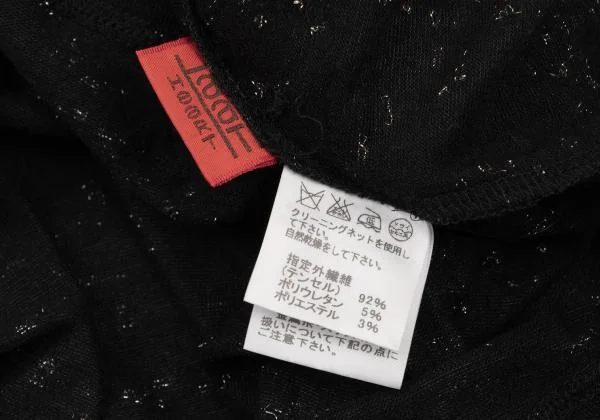 クリーニングネットを使用し
て下さい。
自然乾燥をして下さい。
指定外繊維
(テンセル) 92%
ポリウレタン 5%
ポリエステル 3%
扱いについて下記の点に
ご注意下さい。